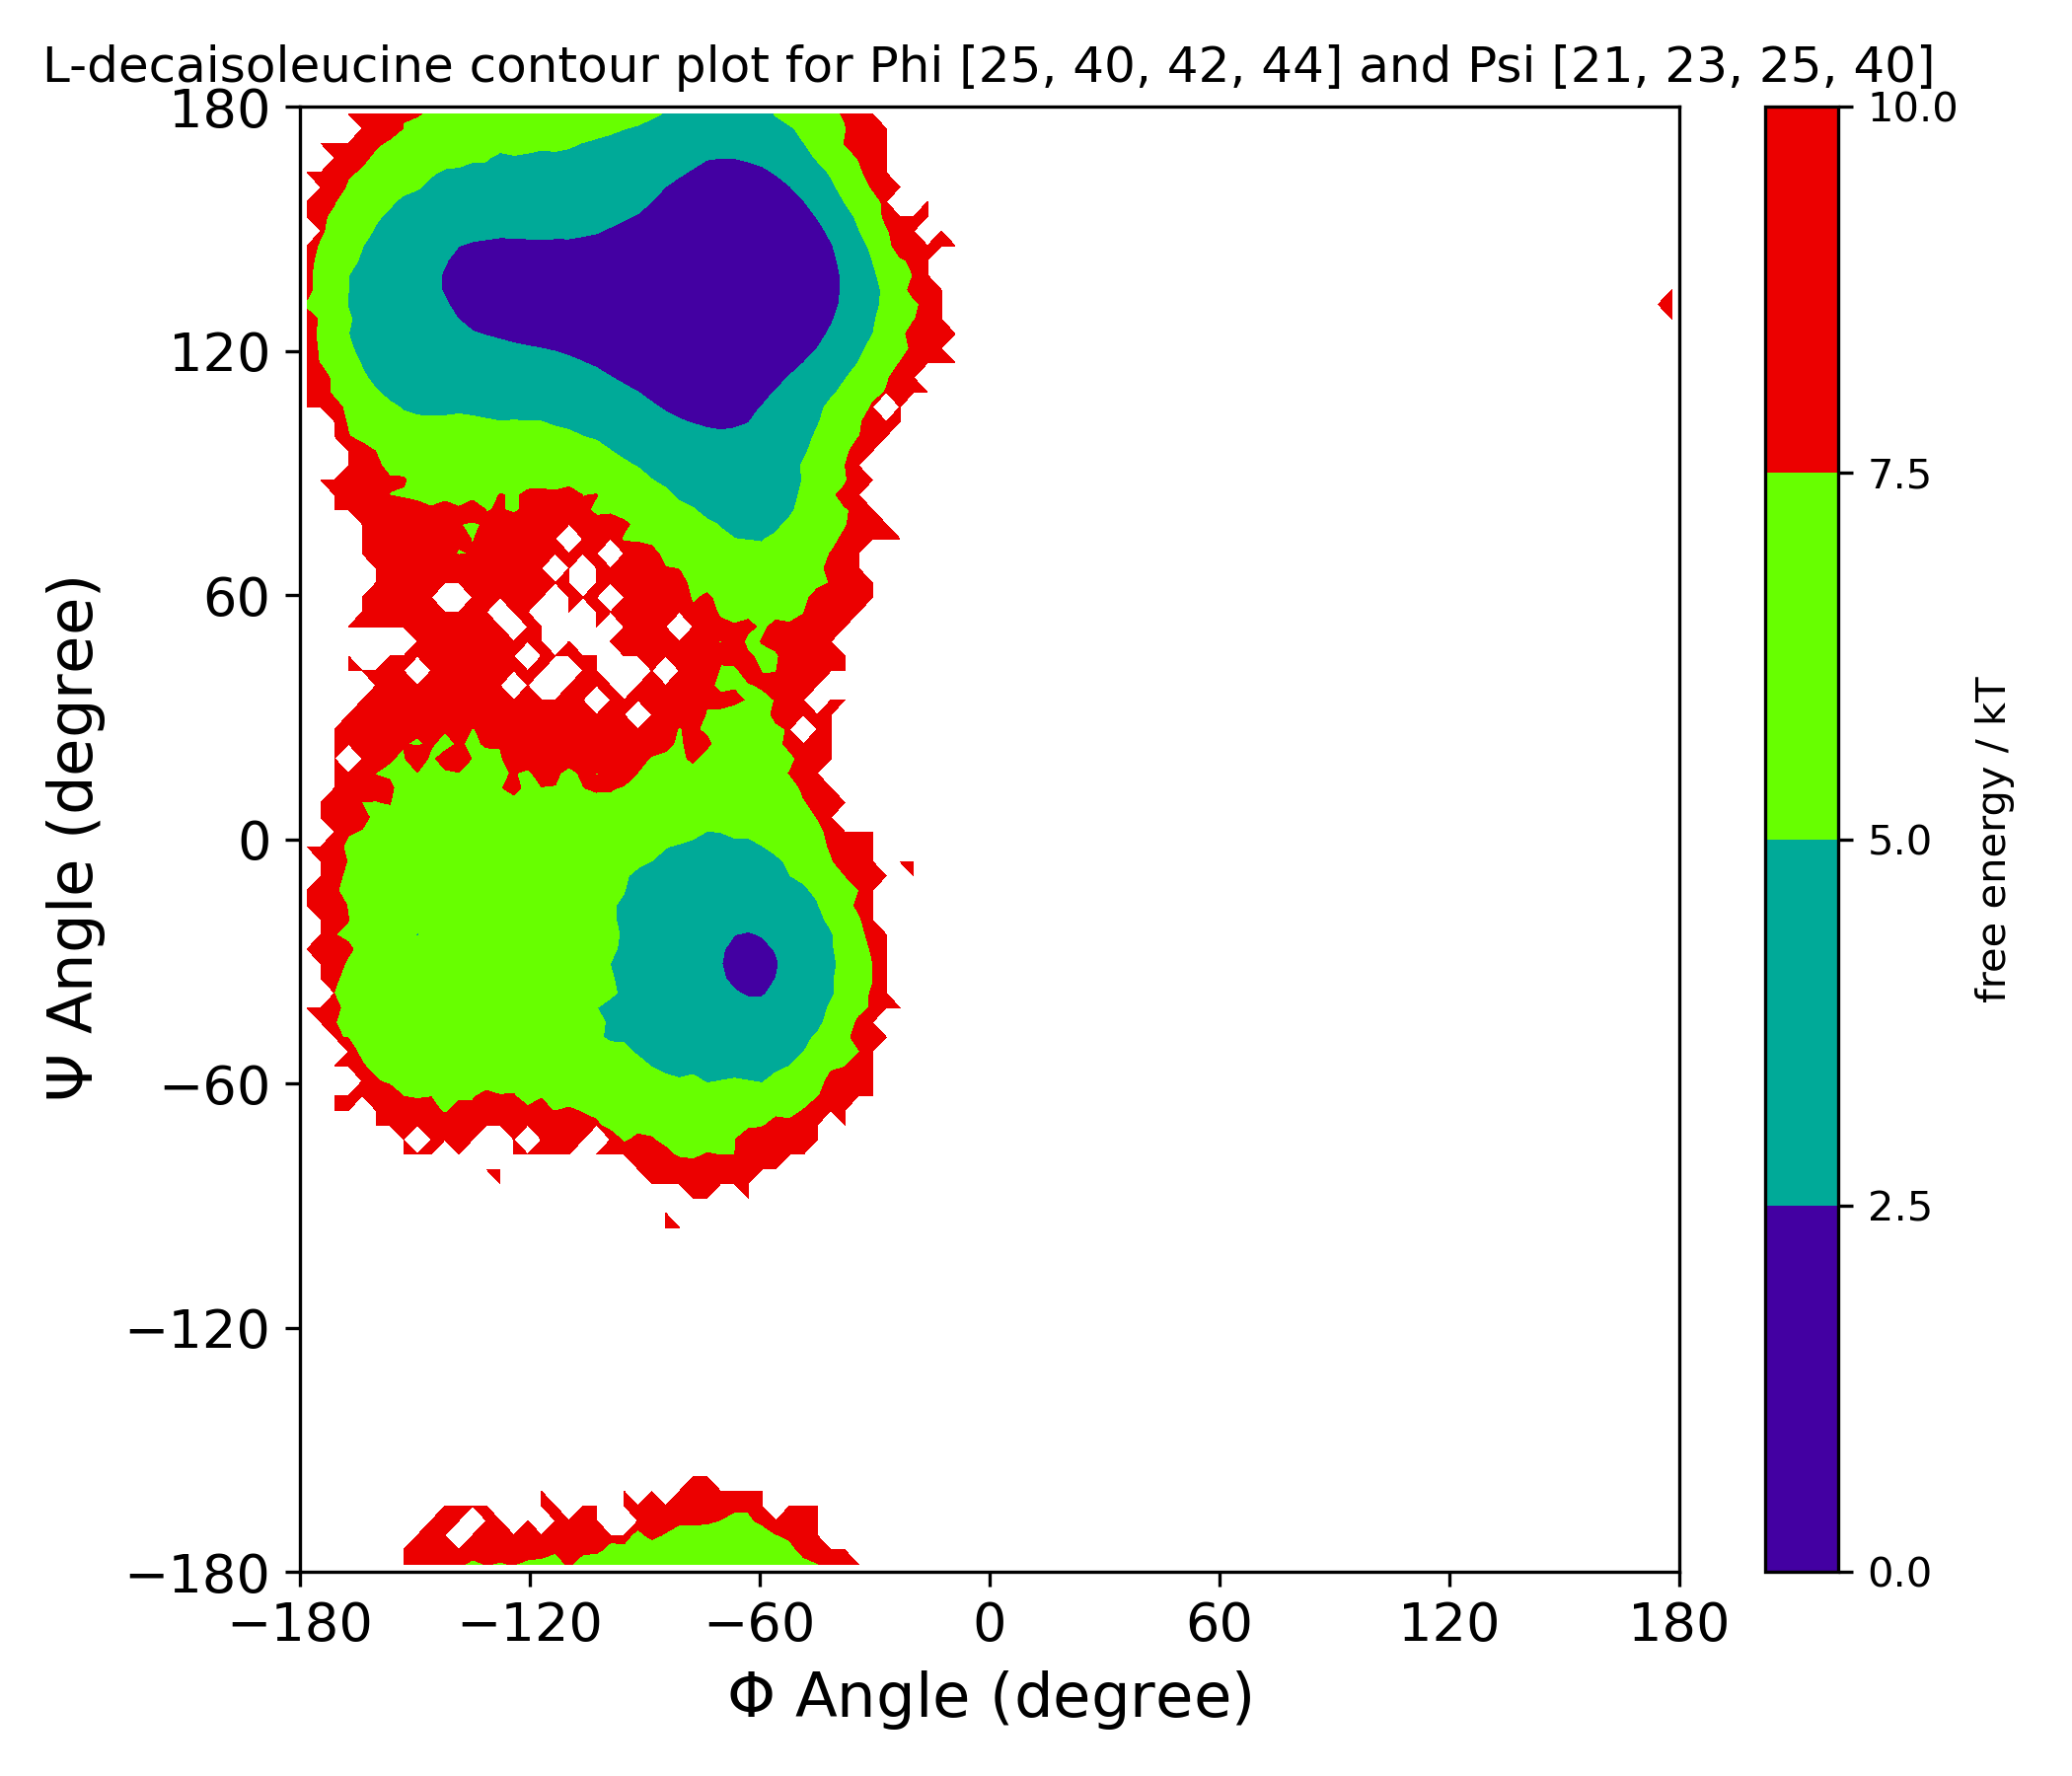 L-decaisoleucine contour plot for Phi [25, 40, 42, 44] and Psi [21, 23, 25, 40]
180
120
60
0
−60
−120
−180
Ψ Angle (degree)
−180 −120 −60 0 60 120 180
Φ Angle (degree)
10.0
7.5
5.0
2.5
0.0
free energy / kT